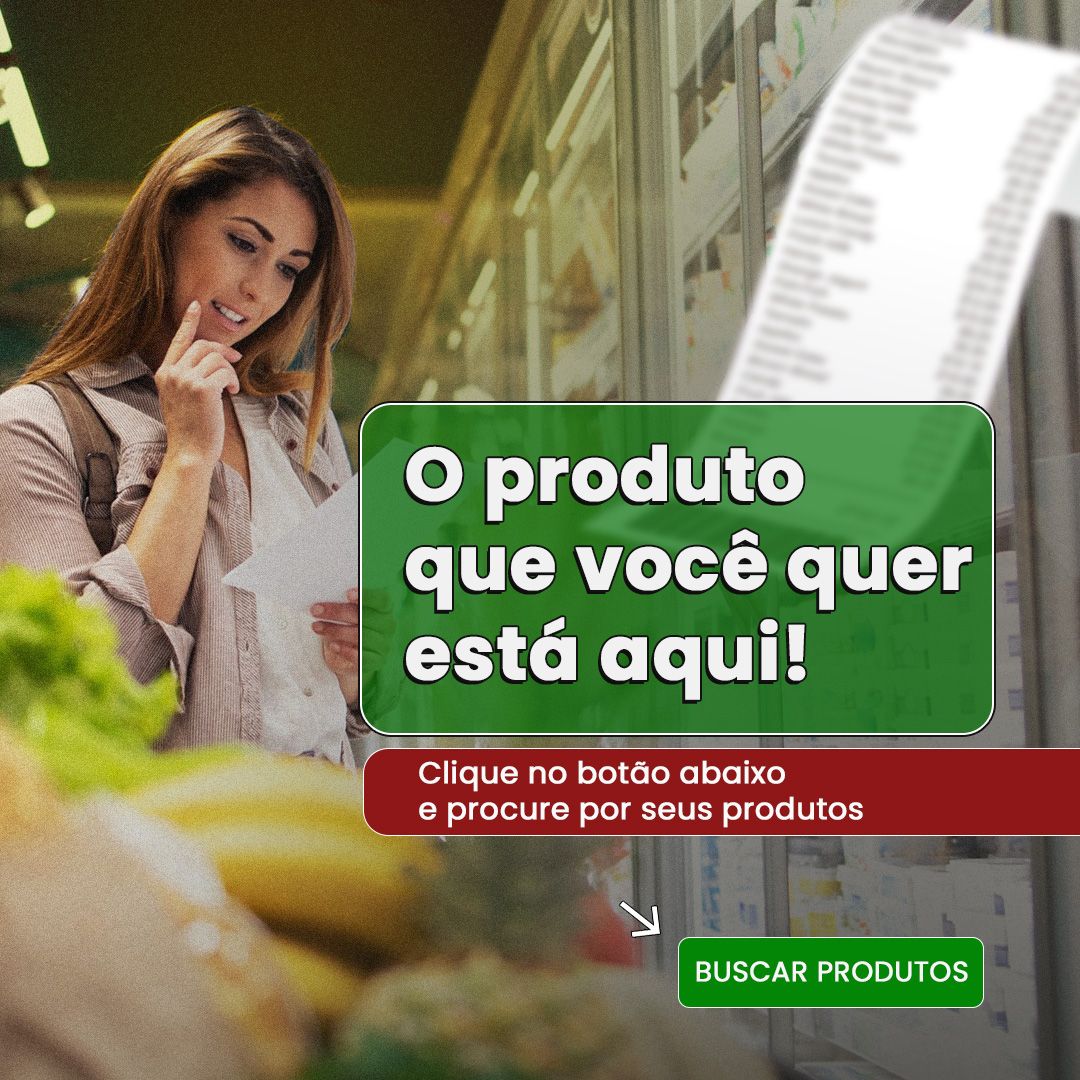 O produto
que você quer
está aqui!
Clique no botão abaixo
e procure por seus produtos
BUSCAR PRODUTOS